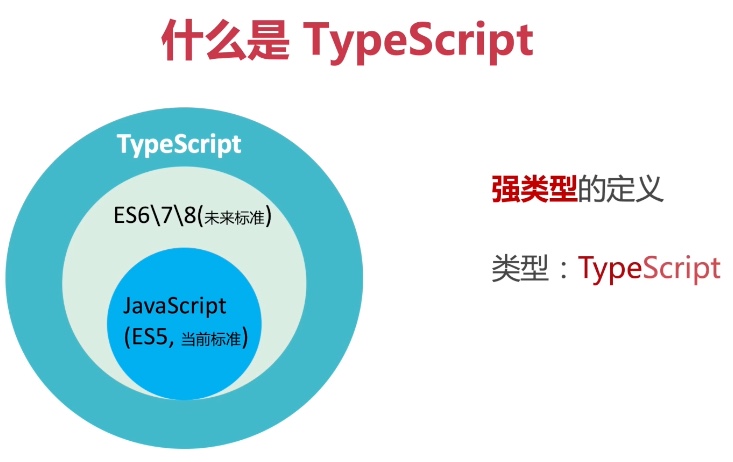 什么是 TypeScript
TypeScript
ES6\7\8(未来标准)
JavaScript
(ES5, 当前标准)
强类型的定义
类型：TypeScript